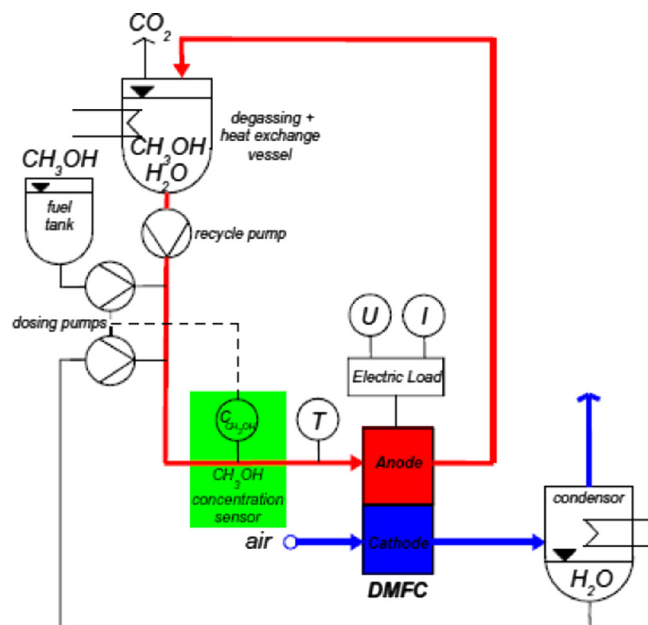 CO2
degassing +
heat exchange
vessel
CH3OH
H2O
CH3OH
fuel
tank
recycle pump
dosing pumps
U
I
Electric Load
CCH3OH
T
Anode
CH3OH
concentration
sensor
condensor
air
Cathode
H2O
DMFC